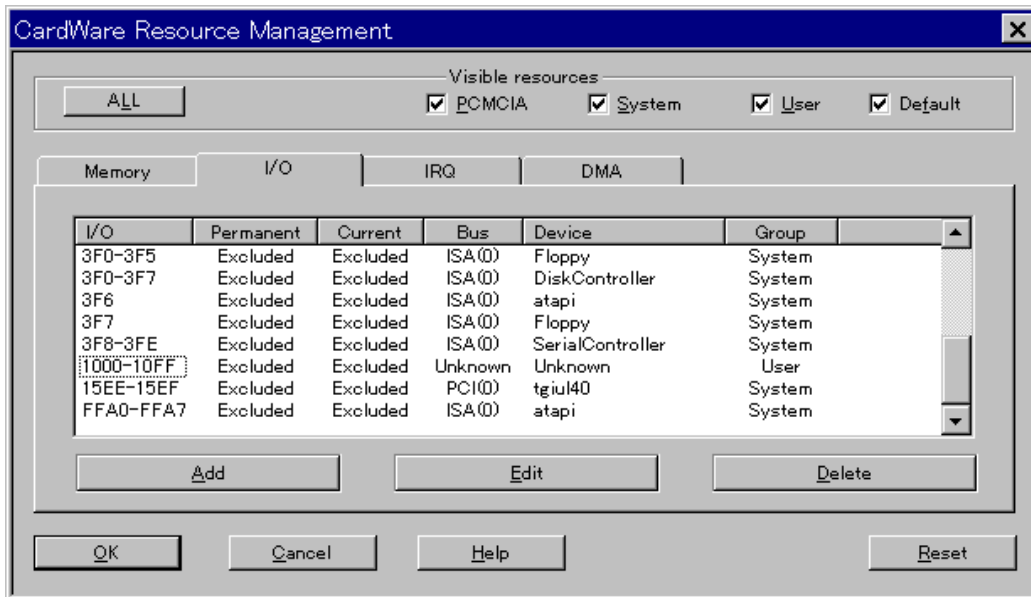 CardWare Resource Management
Visible resources
ALL PCMCIA System User Default
Memory I/O IRQ DMA
I/O Permanent Current Bus Device Group
3F0-3F5 Excluded Excluded ISA(0) Floppy System
3F0-3F7 Excluded Excluded ISA(0) DiskController System
3F6 Excluded Excluded ISA(0) atapi System
3F7 Excluded Excluded ISA(0) Floppy System
3F8-3FE Excluded Excluded ISA(0) SerialController System
1000-10FF Excluded Excluded Unknown Unknown User
15EE-15EF Excluded Excluded PCI(0) tgiul40 System
FFA0-FFA7 Excluded Excluded ISA(0) atapi System
Add Edit Delete
OK Cancel Help Reset